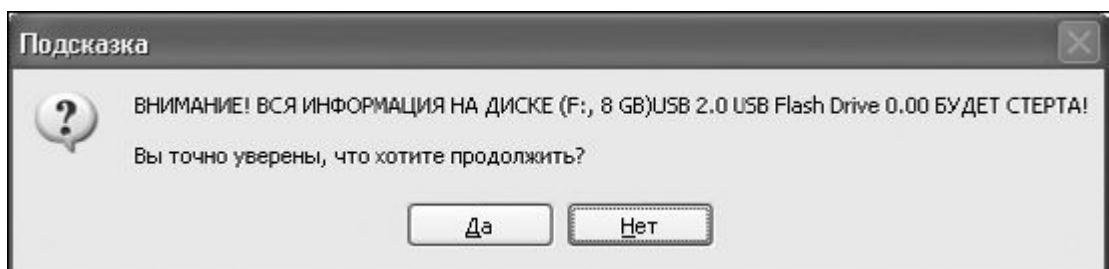 Подсказка
ВНИМАНИЕ! ВСЯ ИНФОРМАЦИЯ НА ДИСКЕ (F:, 8 GB)USB 2.0 USB Flash Drive 0.00 БУДЕТ СТЕРТА!
Вы точно уверены, что хотите продолжить?
Да Нет